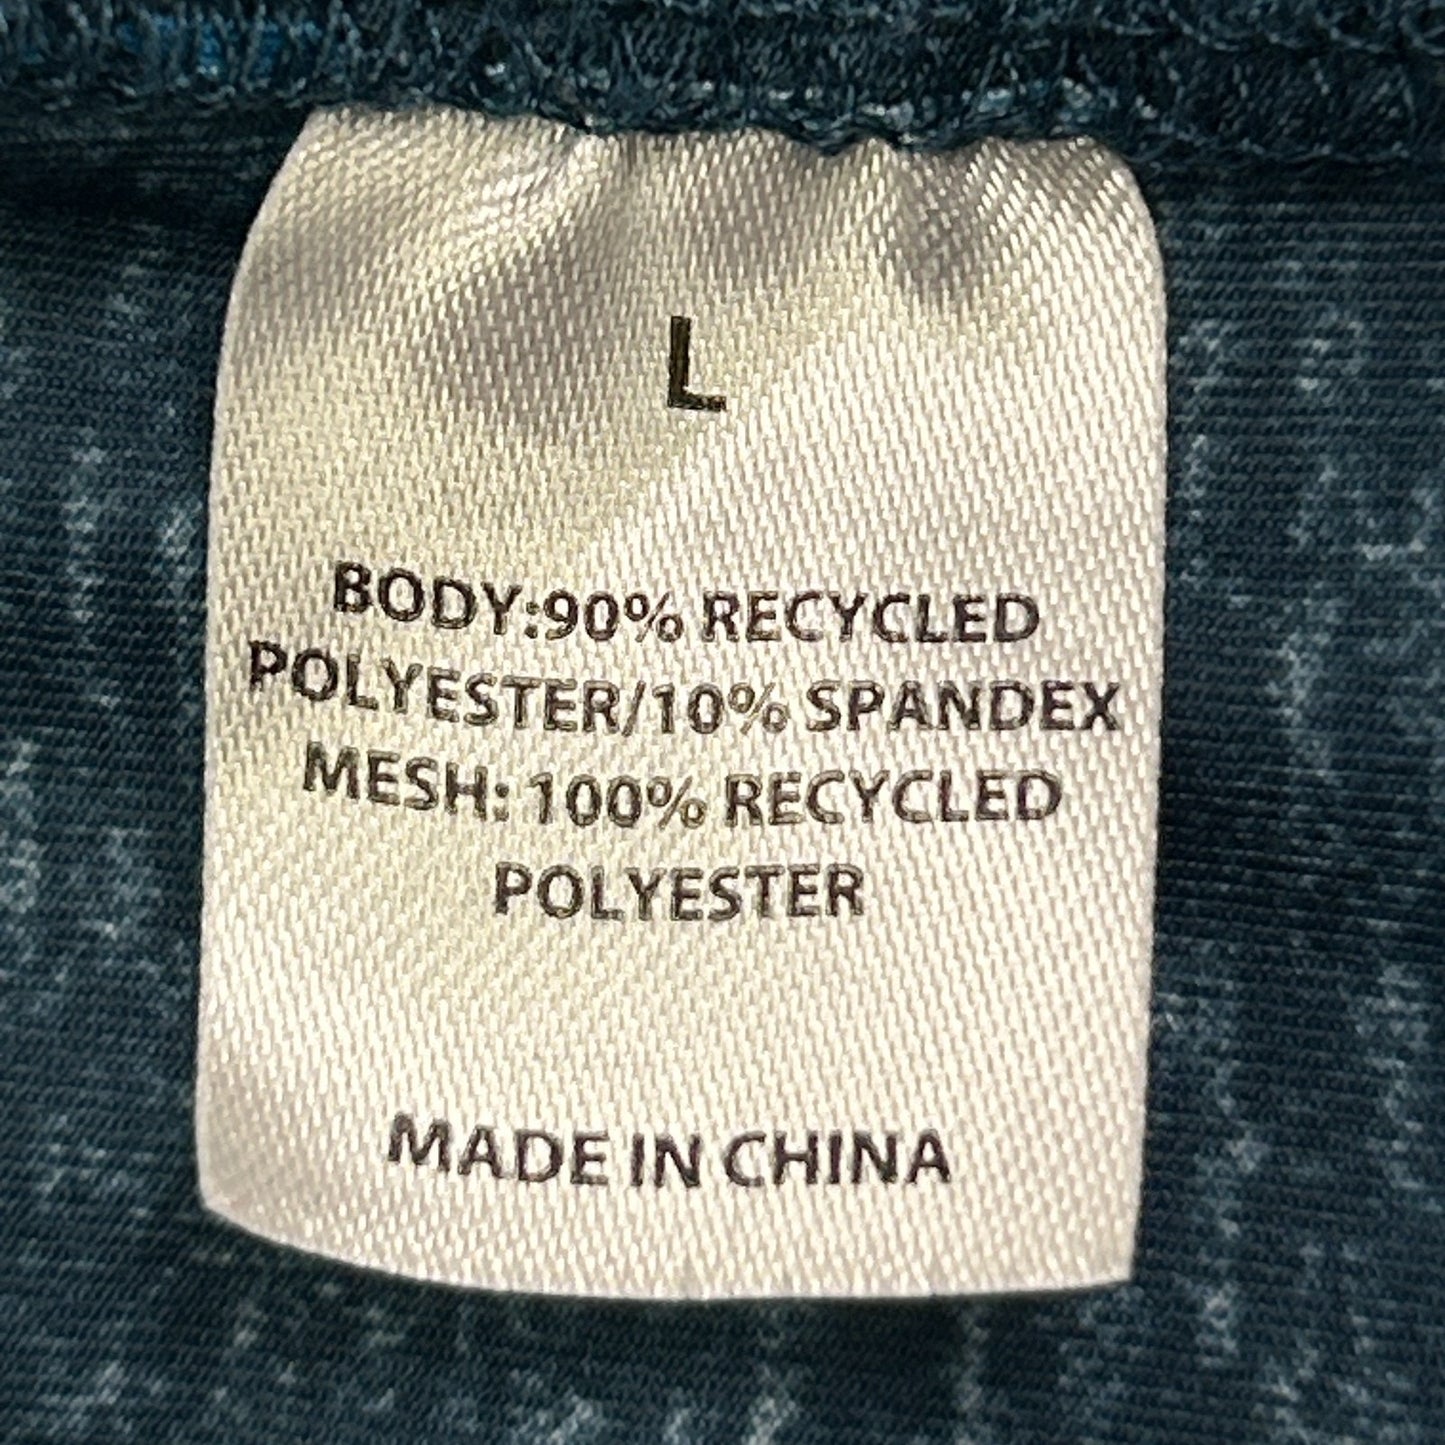 L
BODY:90% RECYCLED
POLYESTER/10% SPANDEX
MESH: 100% RECYCLED
POLYESTER
MADE IN CHINA